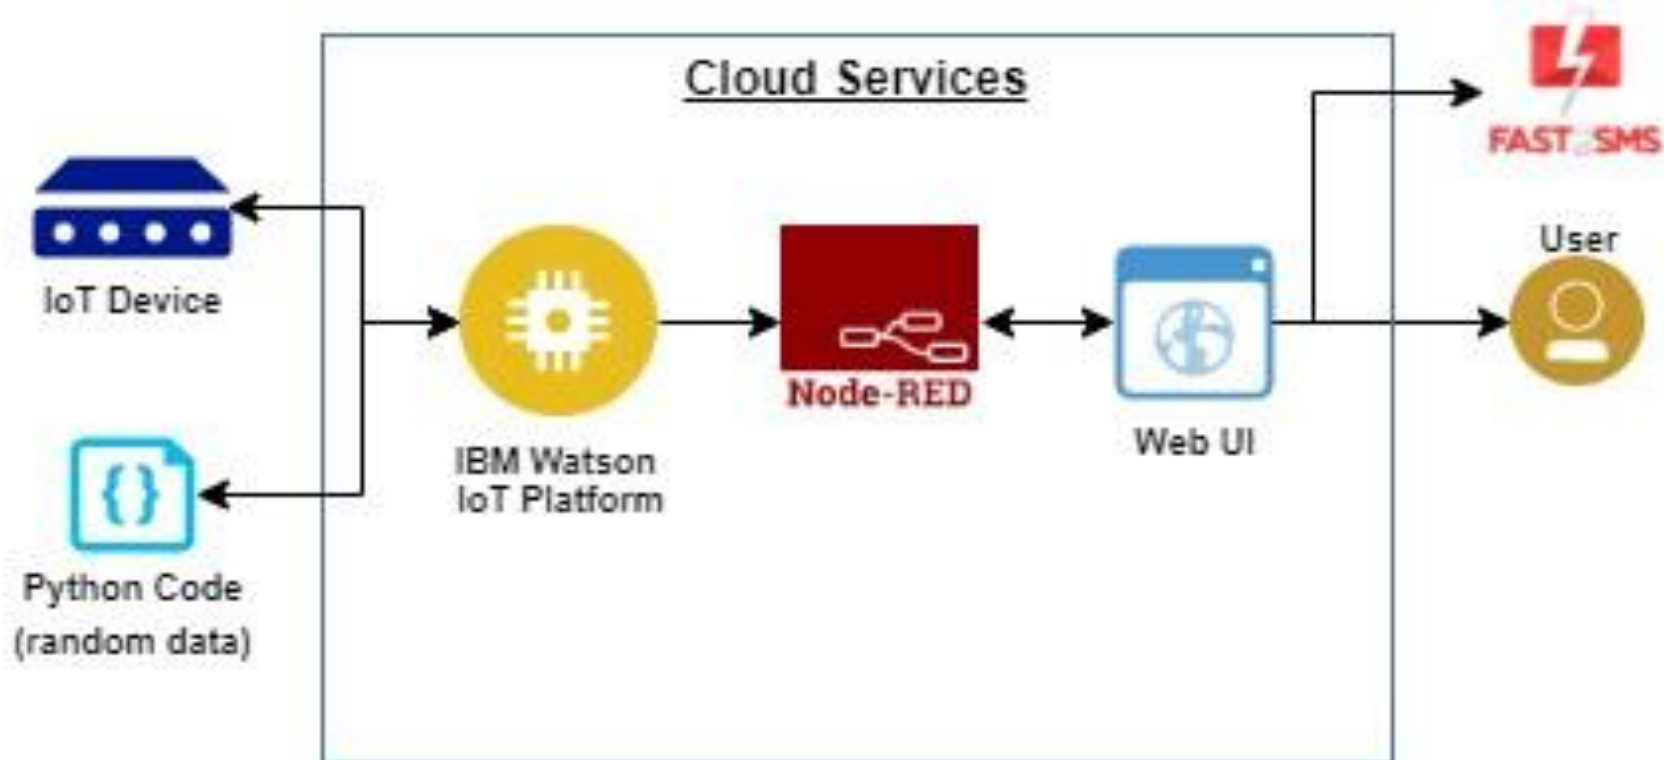 Cloud Services
FAST SMS
User
IoT Device
Node-RED
Web UI
IBM Watson
IoT Platform
Python Code
(random data)